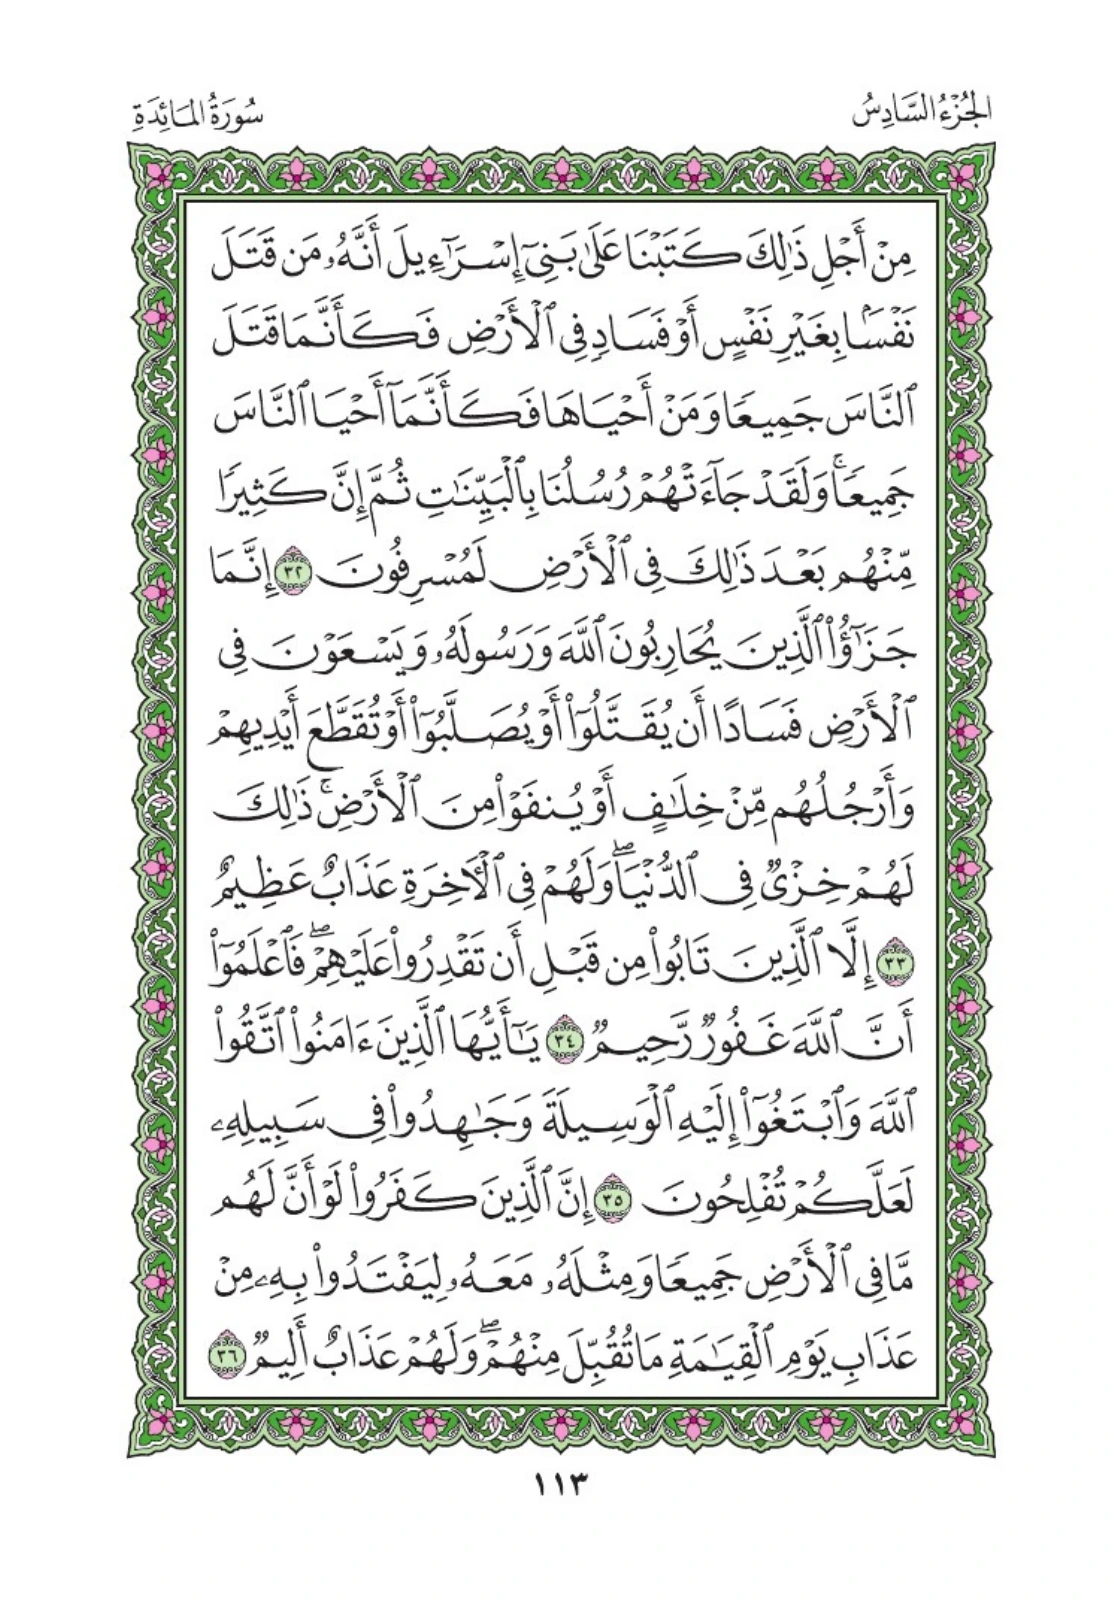 الجُزْءُ السَّادِسُ
سُورَةُ المَائِدَةِ
مِنْ أَجْلِ ذَٰلِكَ كَتَبْنَا عَلَىٰ بَنِىٓ إِسْرَٰٓءِيلَ أَنَّهُۥ مَن قَتَلَ
نَفْسًۢا بِغَيْرِ نَفْسٍ أَوْ فَسَادٍ فِى ٱلْأَرْضِ فَكَأَنَّمَا قَتَلَ
ٱلنَّاسَ جَمِيعًا وَمَنْ أَحْيَاهَا فَكَأَنَّمَآ أَحْيَا ٱلنَّاسَ
جَمِيعًا ۚ وَلَقَدْ جَآءَتْهُمْ رُسُلُنَا بِٱلْبَيِّنَٰتِ ثُمَّ إِنَّ كَثِيرًا
مِّنْهُم بَعْدَ ذَٰلِكَ فِى ٱلْأَرْضِ لَمُسْرِفُونَ ٣٢ إِنَّمَا
جَزَٰٓؤُا۟ ٱلَّذِينَ يُحَارِبُونَ ٱللَّهَ وَرَسُولَهُۥ وَيَسْعَوْنَ فِى
ٱلْأَرْضِ فَسَادًا أَن يُقَتَّلُوٓا۟ أَوْ يُصَلَّبُوٓا۟ أَوْ تُقَطَّعَ أَيْدِيهِمْ
وَأَرْجُلُهُم مِّنْ خِلَٰفٍ أَوْ يُنفَوْا۟ مِنَ ٱلْأَرْضِ ۚ ذَٰلِكَ
لَهُمْ خِزْىٌ فِى ٱلدُّنْيَا ۖ وَلَهُمْ فِى ٱلْءَاخِرَةِ عَذَابٌ عَظِيمٌ
٣٣ إِلَّا ٱلَّذِينَ تَابُوا۟ مِن قَبْلِ أَن تَقْدِرُوا۟ عَلَيْهِمْ ۖ فَٱعْلَمُوٓا۟
أَنَّ ٱللَّهَ غَفُورٌ رَّحِيمٌ ٣٤ يَٰٓأَيُّهَا ٱلَّذِينَ ءَامَنُوا۟ ٱتَّقُوا۟
ٱللَّهَ وَٱبْتَغُوٓا۟ إِلَيْهِ ٱلْوَسِيلَةَ وَجَٰهِدُوا۟ فِى سَبِيلِهِۦ
لَعَلَّكُمْ تُفْلِحُونَ ٣٥ إِنَّ ٱلَّذِينَ كَفَرُوا۟ لَوْ أَنَّ لَهُم
مَّا فِى ٱلْأَرْضِ جَمِيعًا وَمِثْلَهُۥ مَعَهُۥ لِيَفْتَدُوا۟ بِهِۦ مِنْ
عَذَابِ يَوْمِ ٱلْقِيَٰمَةِ مَا تُقُبِّلَ مِنْهُمْ ۖ وَلَهُمْ عَذَابٌ أَلِيمٌ ٣٦
١١٣